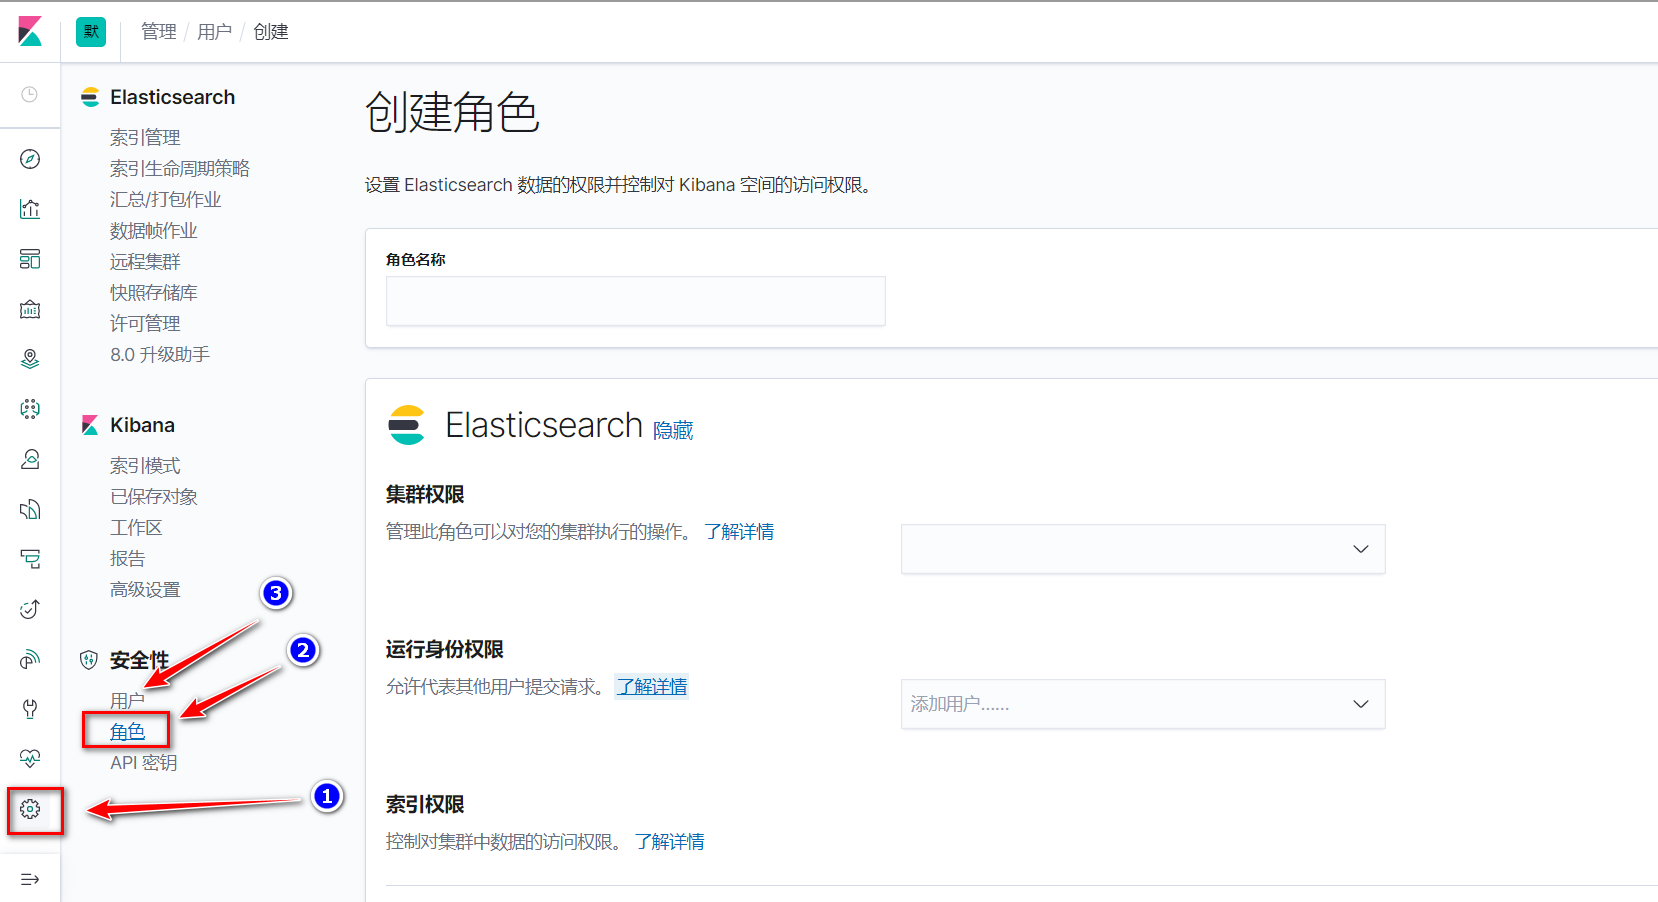 默 管理 / 用户 / 创建
Elasticsearch
索引管理
索引生命周期策略
汇总/打包作业
数据帧作业
远程集群
快照存储库
许可管理
8.0 升级助手
Kibana
索引模式
已保存对象
工作区
报告
高级设置
3
2
安全性
用户
角色
API 密钥
1
创建角色
设置 Elasticsearch 数据的权限并控制对 Kibana 空间的访问权限。
角色名称
Elasticsearch 隐藏
集群权限
管理此角色可以对您的集群执行的操作。 了解详情
运行身份权限
允许代表其他用户提交请求。 了解详情
添加用户......
索引权限
控制对集群中数据的访问权限。 了解详情